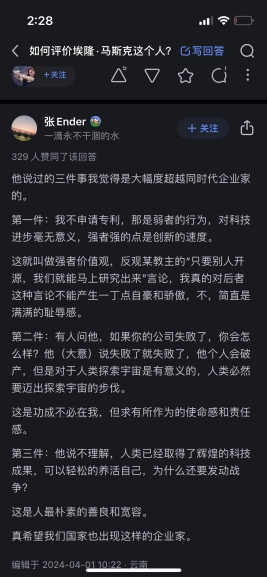 2:28
如何评价埃隆·马斯克这个人?
写回答
+关注
张Ender
一滴永不干涸的水
+ 关注
329 人赞同了该回答
他说过的三件事我觉得是大幅度超越同时代企业家
的。
第一件：我不申请专利，那是弱者的行为，对科技
进步毫无意义，强者强的点是创新的速度。
这就叫做强者价值观，反观某教主的“只要别人开
源，我们就能马上研究出来”言论，我真的对后者
这种言论不能产生一丁点自豪和骄傲，不，简直是
满满的耻辱感。
第二件：有人问他，如果你的公司失败了，你会怎
么样？他（大意）说失败了就失败了，他个人会破
产，但是对于人类探索宇宙是有意义的，人类必然
要迈出探索宇宙的步伐。
这是功成不必在我，但求有所作为的使命感和责任
感。
第三件：他说不理解，人类已经取得了辉煌的科技
成果，可以轻松的养活自己，为什么还要发动战
争？
这是人最朴素的善良和宽容。
真希望我们国家也出现这样的企业家。
编辑于 2024-04-01 10:22 · 云南